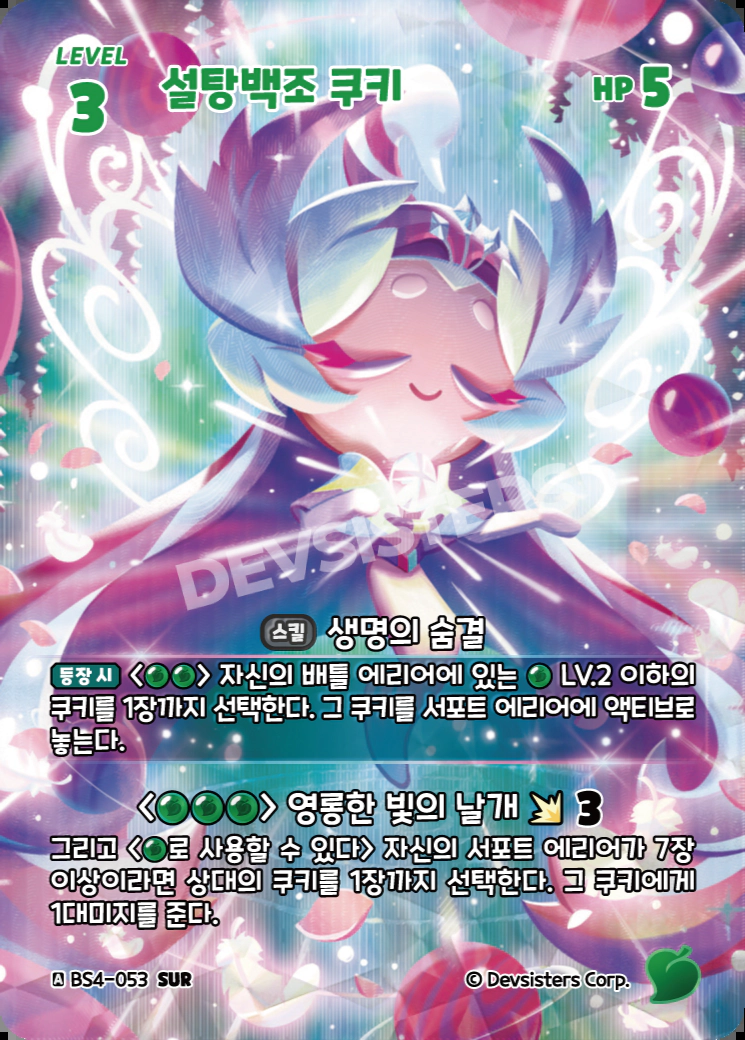 LEVEL
3
설탕백조 쿠키
HP 5
DEVSISTERS
스킬 생명의 숨결
등장 시 < > 자신의 배틀 에리어에 있는 LV.2 이하의
쿠키를 1장까지 선택한다. 그 쿠키를 서포트 에리어에 액티브로
놓는다.
< > 영롱한 빛의 날개 3
그리고 < 로 사용할 수 있다> 자신의 서포트 에리어가 7장
이상이라면 상대의 쿠키를 1장까지 선택한다. 그 쿠키에게
1대미지를 준다.
A BS4-053 SUR
© Devsisters Corp.